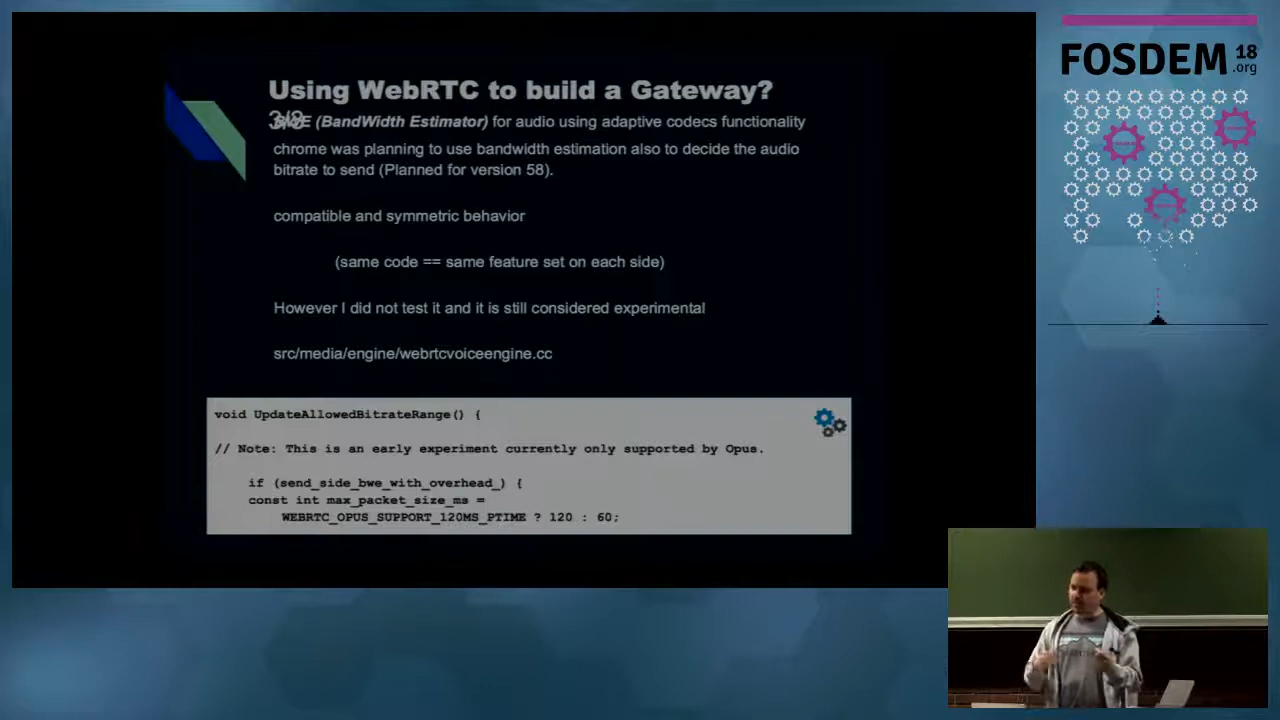 Using WebRTC to build a Gateway?
3/8
BWE (BandWidth Estimator) for audio using adaptive codecs functionality
chrome was planning to use bandwidth estimation also to decide the audio
bitrate to send (Planned for version 58).
compatible and symmetric behavior
(same code == same feature set on each side)
However I did not test it and it is still considered experimental
src/media/engine/webrtcvoiceengine.cc
void UpdateAllowedBitrateRange() {
// Note: This is an early experiment currently only supported by Opus.
if (send_side_bwe_with_overhead_) {
const int max_packet_size_ms =
WEBRTC_OPUS_SUPPORT_120MS_PTIME ? 120 : 60;
FOSDEM 18
.org